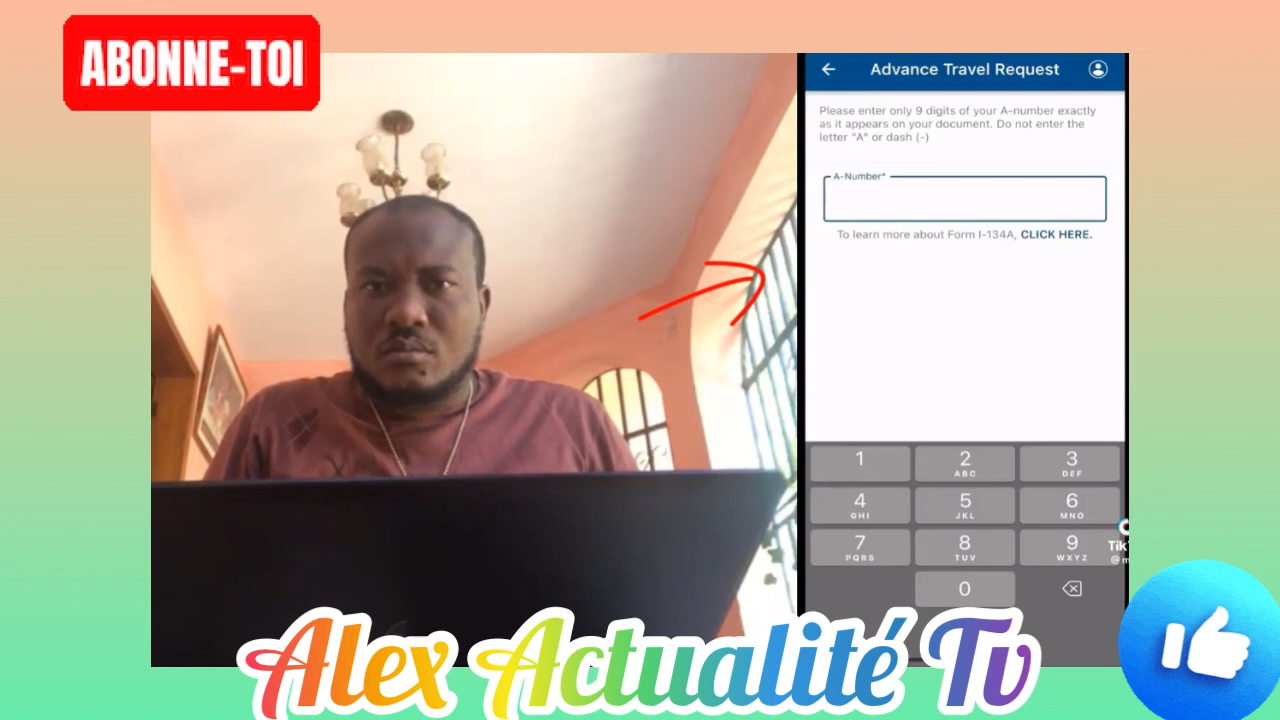 ABONNE-TOI
Advance Travel Request
Please enter only 9 digits of your A-number exactly
as it appears on your document. Do not enter the
letter "A" or dash (-)
A-Number*
To learn more about Form I-134A, CLICK HERE.
1
2
ABC
3
DEF
4
GHI
5
JKL
6
MNO
7
PQRS
8
TUV
9
WXYZ
0
Alex Actualité Tv